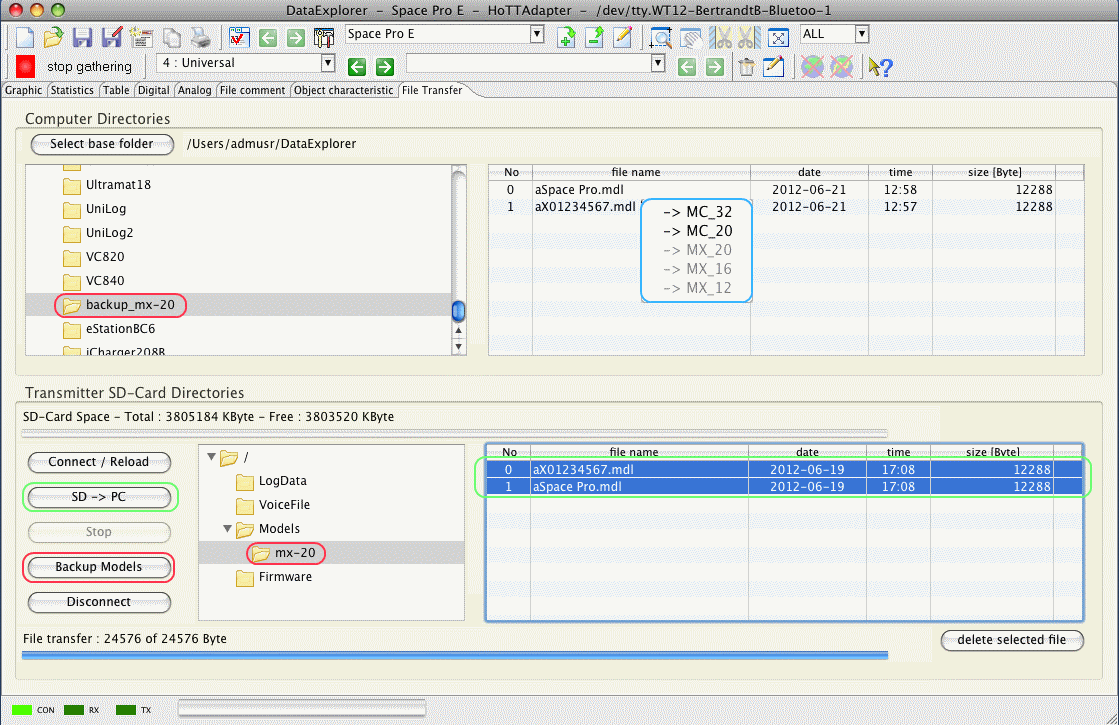 DataExplorer – Space Pro E – HoTTAdapter – /dev/tty.WT12-BertrandtB-Bluetoo-1
Space Pro E
ALL
stop gathering
4 : Universal
Graphic Statistics Table Digital Analog File comment Object characteristic File Transfer
Computer Directories
Select base folder /Users/admusr/DataExplorer
Ultramat18
UniLog
UniLog2
VC820
VC840
backup_mx-20
eStationBC6
iCharger208B
No file name date time size [Byte]
0 aSpace Pro.mdl 2012-06-21 12:58 12288
1 aX01234567.mdl 2012-06-21 12:57 12288
-> MC_32
-> MC_20
-> MX_20
-> MX_16
-> MX_12
Transmitter SD-Card Directories
SD-Card Space – Total : 3805184 KByte – Free : 3803520 KByte
Connect / Reload
SD -> PC
Stop
Backup Models
Disconnect
/
LogData
VoiceFile
Models
mx-20
Firmware
No file name date time size [Byte]
0 aX01234567.mdl 2012-06-19 17:08 12288
1 aSpace Pro.mdl 2012-06-19 17:08 12288
File transfer : 24576 of 24576 Byte
delete selected file
CON RX TX